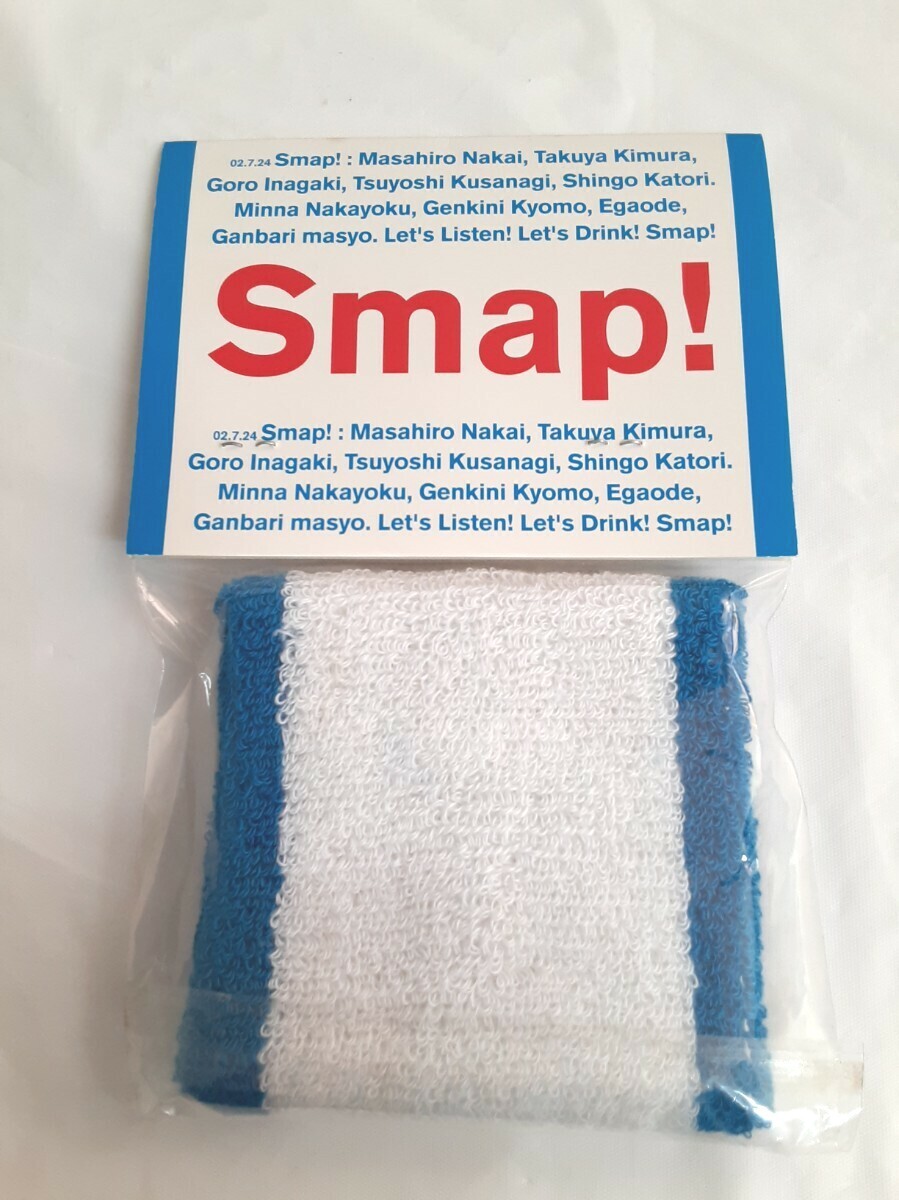 02.7.24 Smap! : Masahiro Nakai, Takuya Kimura,
Goro Inagaki, Tsuyoshi Kusanagi, Shingo Katori.
Minna Nakayoku, Genkini Kyomo, Egaode,
Ganbari masyo. Let's Listen! Let's Drink! Smap!
Smap!
02.7.24 Smap! : Masahiro Nakai, Takuya Kimura,
Goro Inagaki, Tsuyoshi Kusanagi, Shingo Katori.
Minna Nakayoku, Genkini Kyomo, Egaode,
Ganbari masyo. Let's Listen! Let's Drink! Smap!